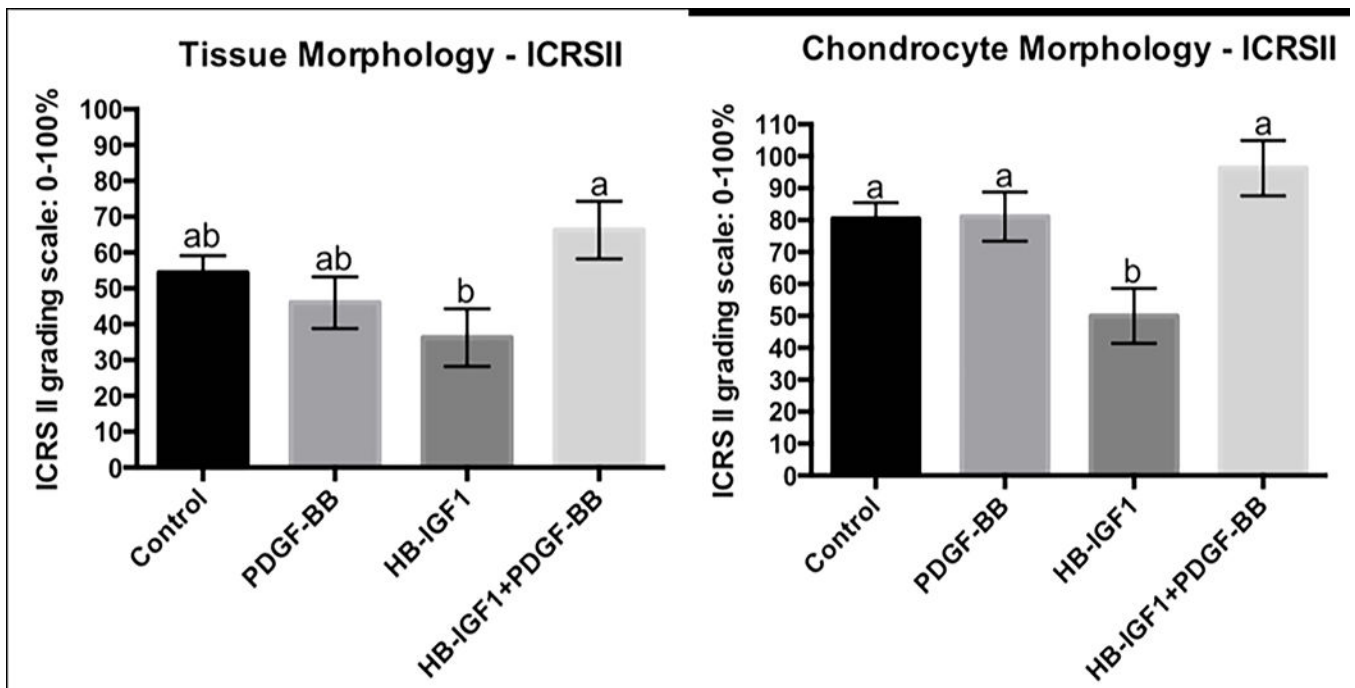 Tissue Morphology - ICRSII
ICRS II grading scale: 0-100%
100
90
80
70
60
50
40
30
20
10
0
ab
ab
b
a
Control
PDGF-BB
HB-IGF1
HB-IGF1+PDGF-BB
Chondrocyte Morphology - ICRSII
ICRS II grading scale: 0-100%
110
100
90
80
70
60
50
40
30
20
10
0
a
a
b
a
Control
PDGF-BB
HB-IGF1
HB-IGF1+PDGF-BB